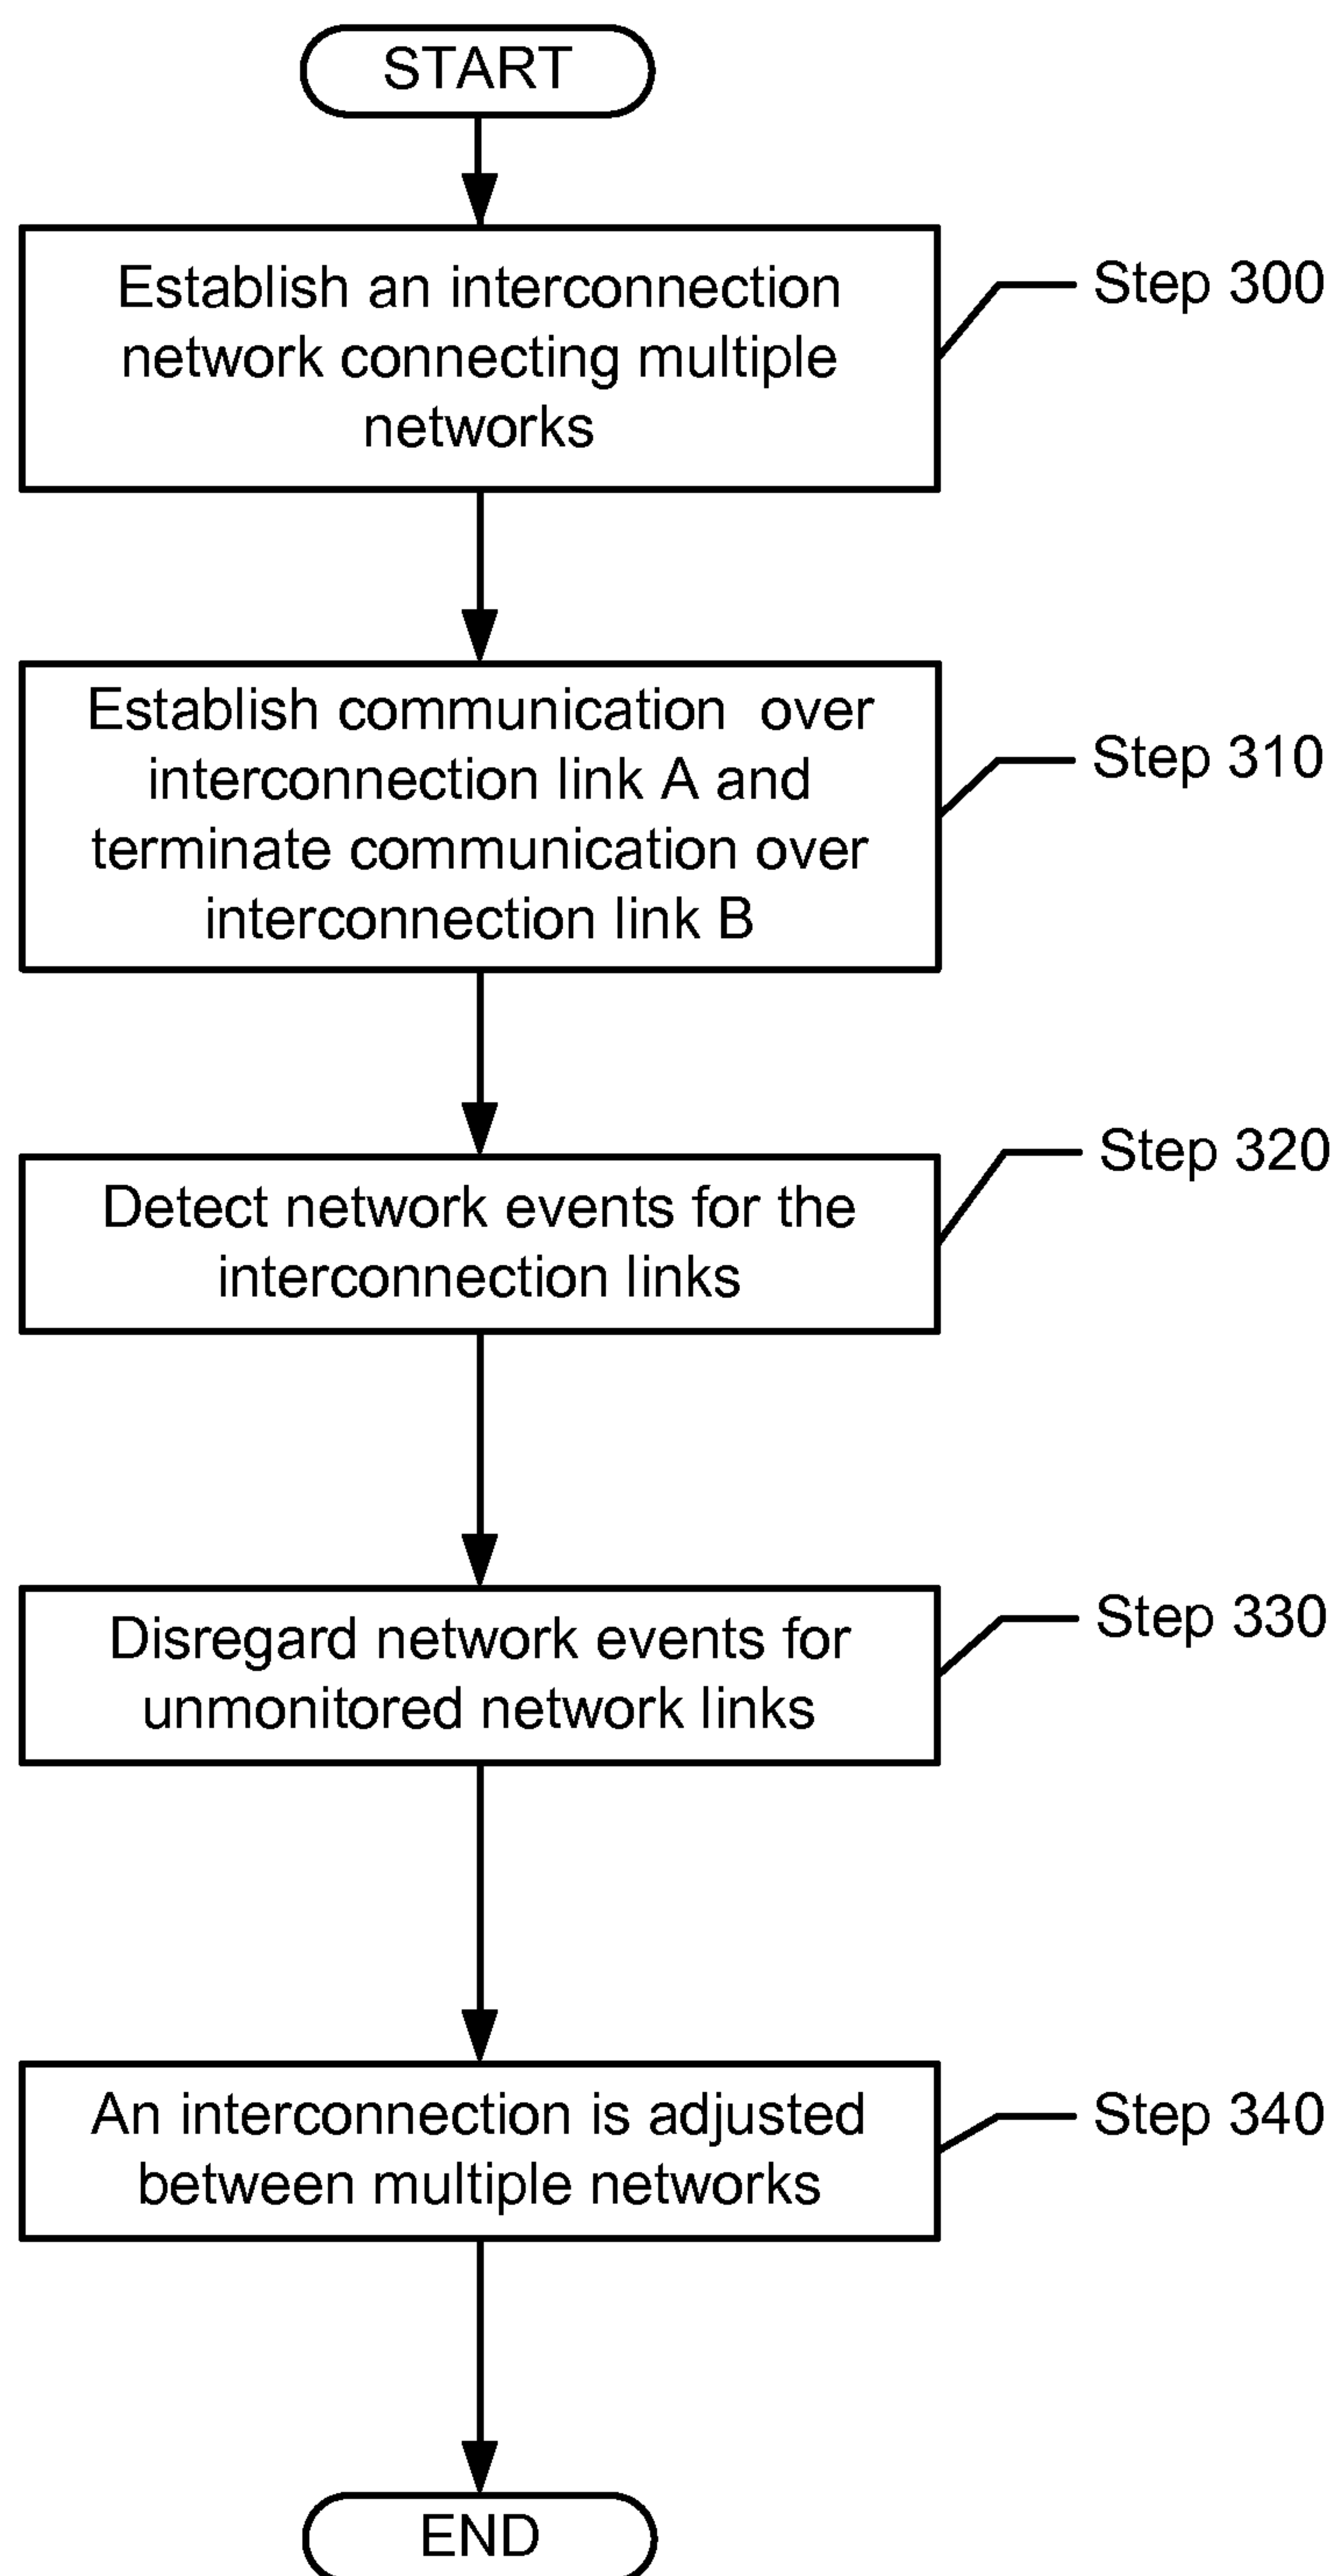 START
Establish an interconnection
network connecting multiple
networks
Step 300
Establish communication over
interconnection link A and
terminate communication over
interconnection link B
Step 310
Detect network events for the
interconnection links
Step 320
Disregard network events for
unmonitored network links
Step 330
An interconnection is adjusted
between multiple networks
Step 340
END